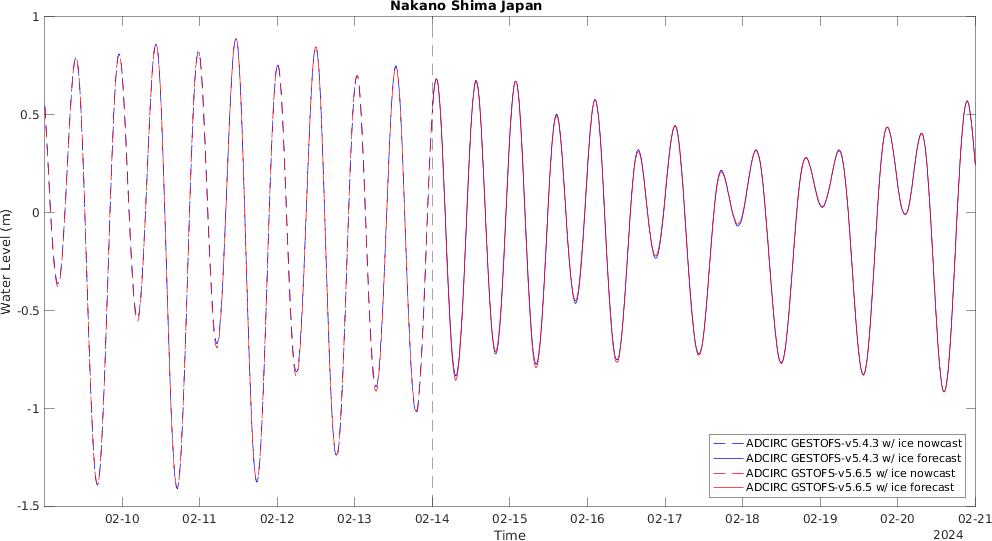 Nakano Shima Japan
1
0.5
0
-0.5
-1
-1.5
Water Level (m)
02-10 02-11 02-12 02-13 02-14 02-15 02-16 02-17 02-18 02-19 02-20 02-21
Time
2024
ADCIRC GESTOFS-v5.4.3 w/ ice nowcast
ADCIRC GESTOFS-v5.4.3 w/ ice forecast
ADCIRC GSTOFS-v5.6.5 w/ ice nowcast
ADCIRC GSTOFS-v5.6.5 w/ ice forecast